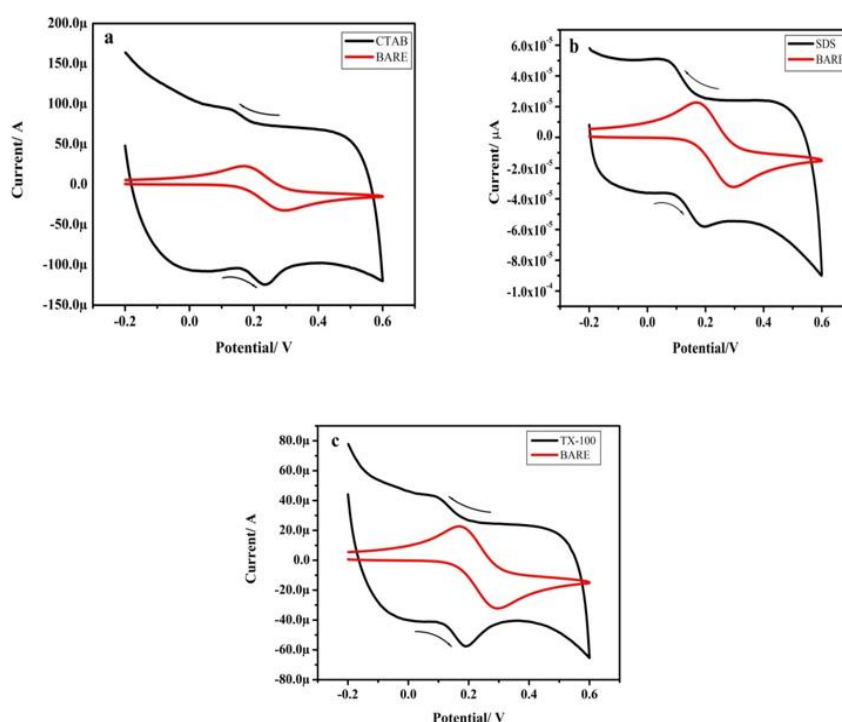 a
CTAB
BARE
200.0µ
150.0µ
100.0µ
50.0µ
0.0
-50.0µ
-100.0µ
-150.0µ
Current/ A
-0.2 0.0 0.2 0.4 0.6
Potential/ V
b
SDS
BARE
6.0x10⁻⁵
4.0x10⁻⁵
2.0x10⁻⁵
0.0
-2.0x10⁻⁵
-4.0x10⁻⁵
-6.0x10⁻⁵
-8.0x10⁻⁵
-1.0x10⁻⁴
Current/ µA
-0.2 0.0 0.2 0.4 0.6
Potential/V
c
TX-100
BARE
80.0µ
60.0µ
40.0µ
20.0µ
0.0
-20.0µ
-40.0µ
-60.0µ
-80.0µ
Current/ A
-0.2 0.0 0.2 0.4 0.6
Potential/ V